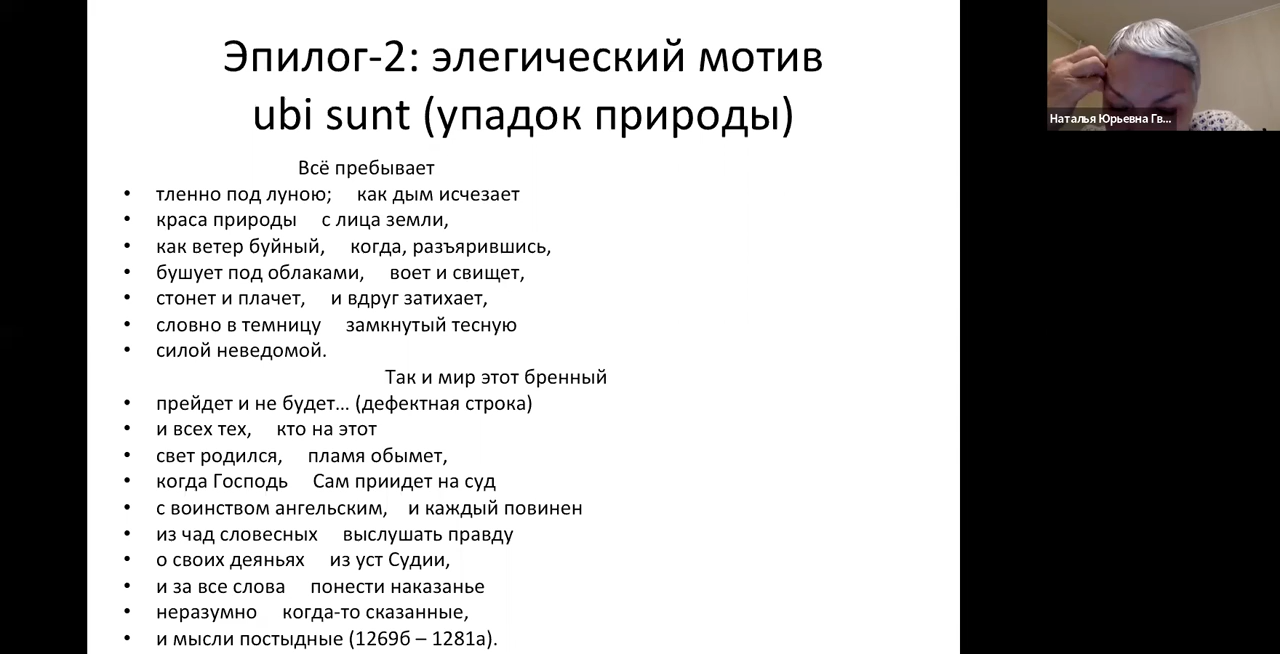 Эпилог-2: элегический мотив
ubi sunt (упадок природы)
Всё пребывает
• тленно под луною; как дым исчезает
• краса природы с лица земли,
• как ветер буйный, когда, разъярившись,
• бушует под облаками, воет и свищет,
• стонет и плачет, и вдруг затихает,
• словно в темницу замкнутый тесную
• силой неведомой.
Так и мир этот бренный
• прейдет и не будет… (дефектная строка)
• и всех тех, кто на этот
• свет родился, пламя обымет,
• когда Господь Сам приидет на суд
• с воинством ангельским, и каждый повинен
• из чад словесных выслушать правду
• о своих деяньях из уст Судии,
• и за все слова понести наказанье
• неразумно когда-то сказанные,
• и мысли постыдные (1269б – 1281а).
Наталья Юрьевна Гв...